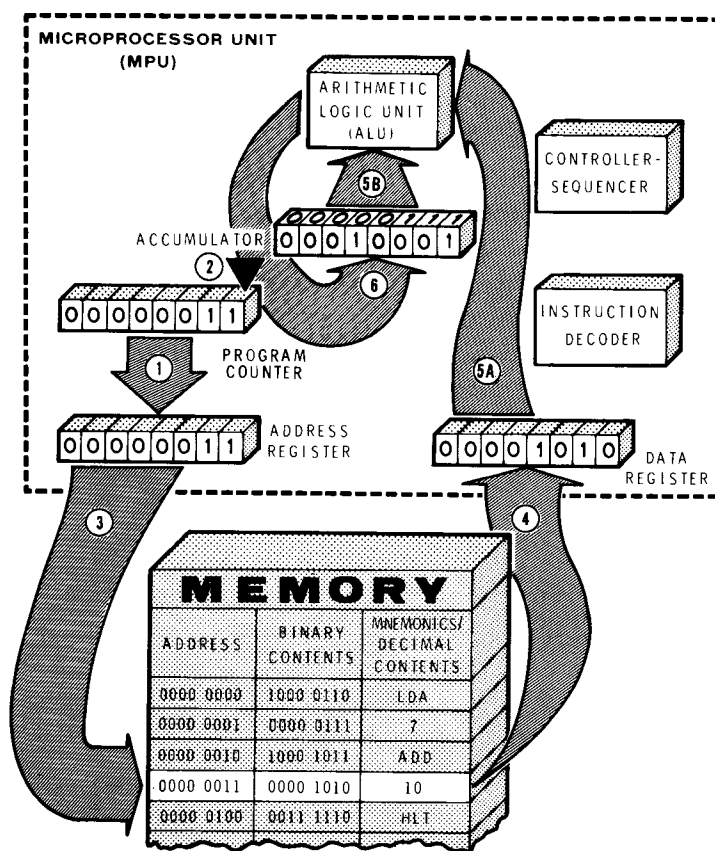 MICROPROCESSOR UNIT
(MPU)
ARITHMETIC
LOGIC UNIT
(ALU)
CONTROLLER-
SEQUENCER
5B
00000111
ACCUMULATOR
00010001
2
6
00000011
INSTRUCTION
DECODER
PROGRAM
COUNTER
1
5A
00000011
ADDRESS
REGISTER
00001010
DATA
REGISTER
3
4
MEMORY
ADDRESS BINARY CONTENTS MNEMONICS/ DECIMAL CONTENTS
0000 0000 1000 0110 LDA
0000 0001 0000 0111 7
0000 0010 1000 1011 ADD
0000 0011 0000 1010 10
0000 0100 0011 1110 HLT